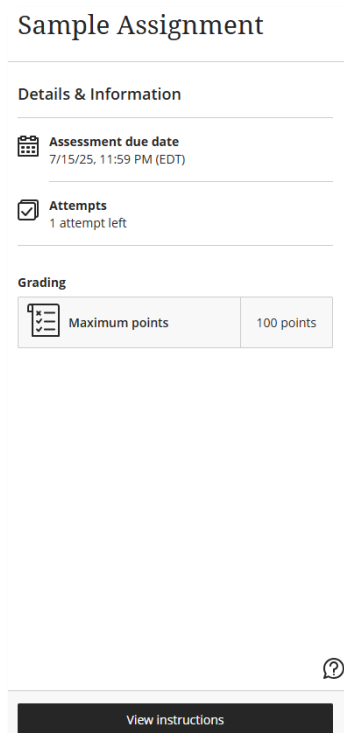 Sample Assignment
Details & Information
Assessment due date
7/15/25, 11:59 PM (EDT)
Attempts
1 attempt left
Grading
Maximum points
100 points
View instructions